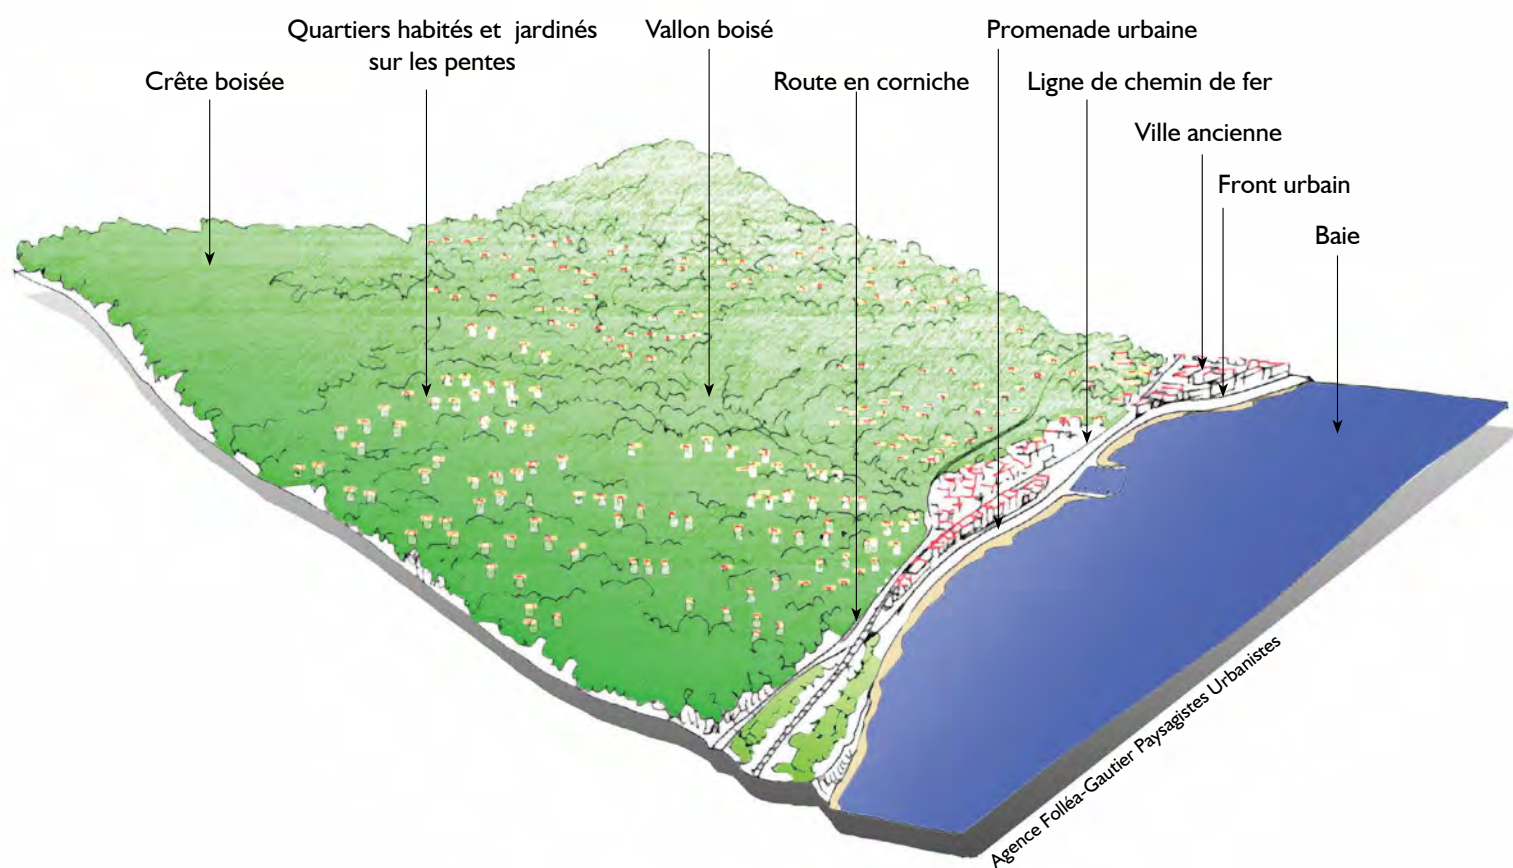 Quartiers habités et jardinés
sur les pentes
Vallon boisé
Promenade urbaine
Crête boisée
Route en corniche
Ligne de chemin de fer
Ville ancienne
Front urbain
Baie
Agence Folléa-Gautier Paysagistes Urbanistes